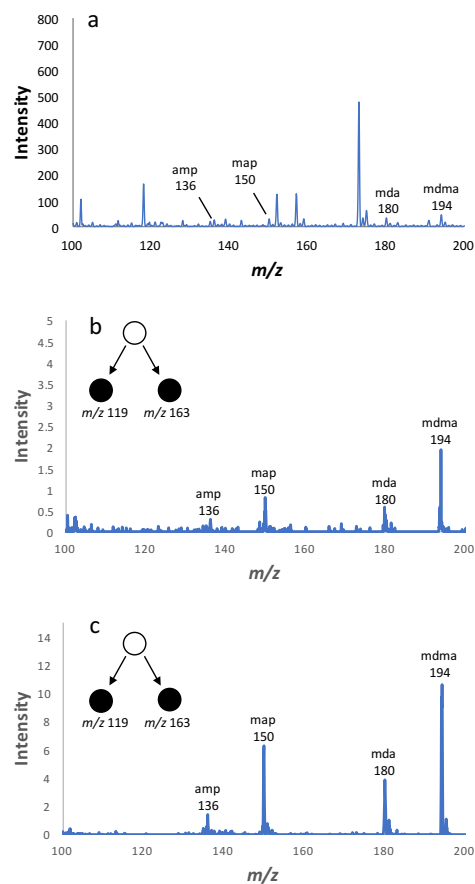 a
800
700
600
500
400
300
200
100
0
Intensity
amp
136
map
150
mda
180
mdma
194
100 120 140 160 180 200
m/z
b
5
4.5
4
3.5
3
2.5
2
1.5
1
0.5
0
Intensity
m/z 119 m/z 163
amp
136
map
150
mda
180
mdma
194
100 120 140 160 180 200
m/z
c
14
12
10
8
6
4
2
0
Intensity
m/z 119 m/z 163
amp
136
map
150
mda
180
mdma
194
100 120 140 160 180 200
m/z